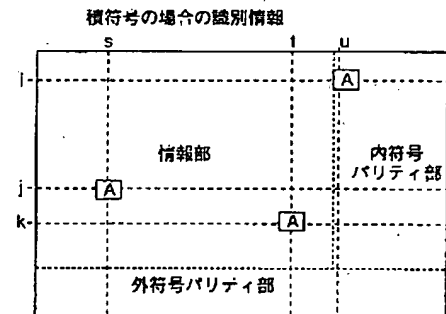 積符号の場合の識別情報
s t u
i A
情報部 内符号
パリティ部
j A
k A
外符号パリティ部